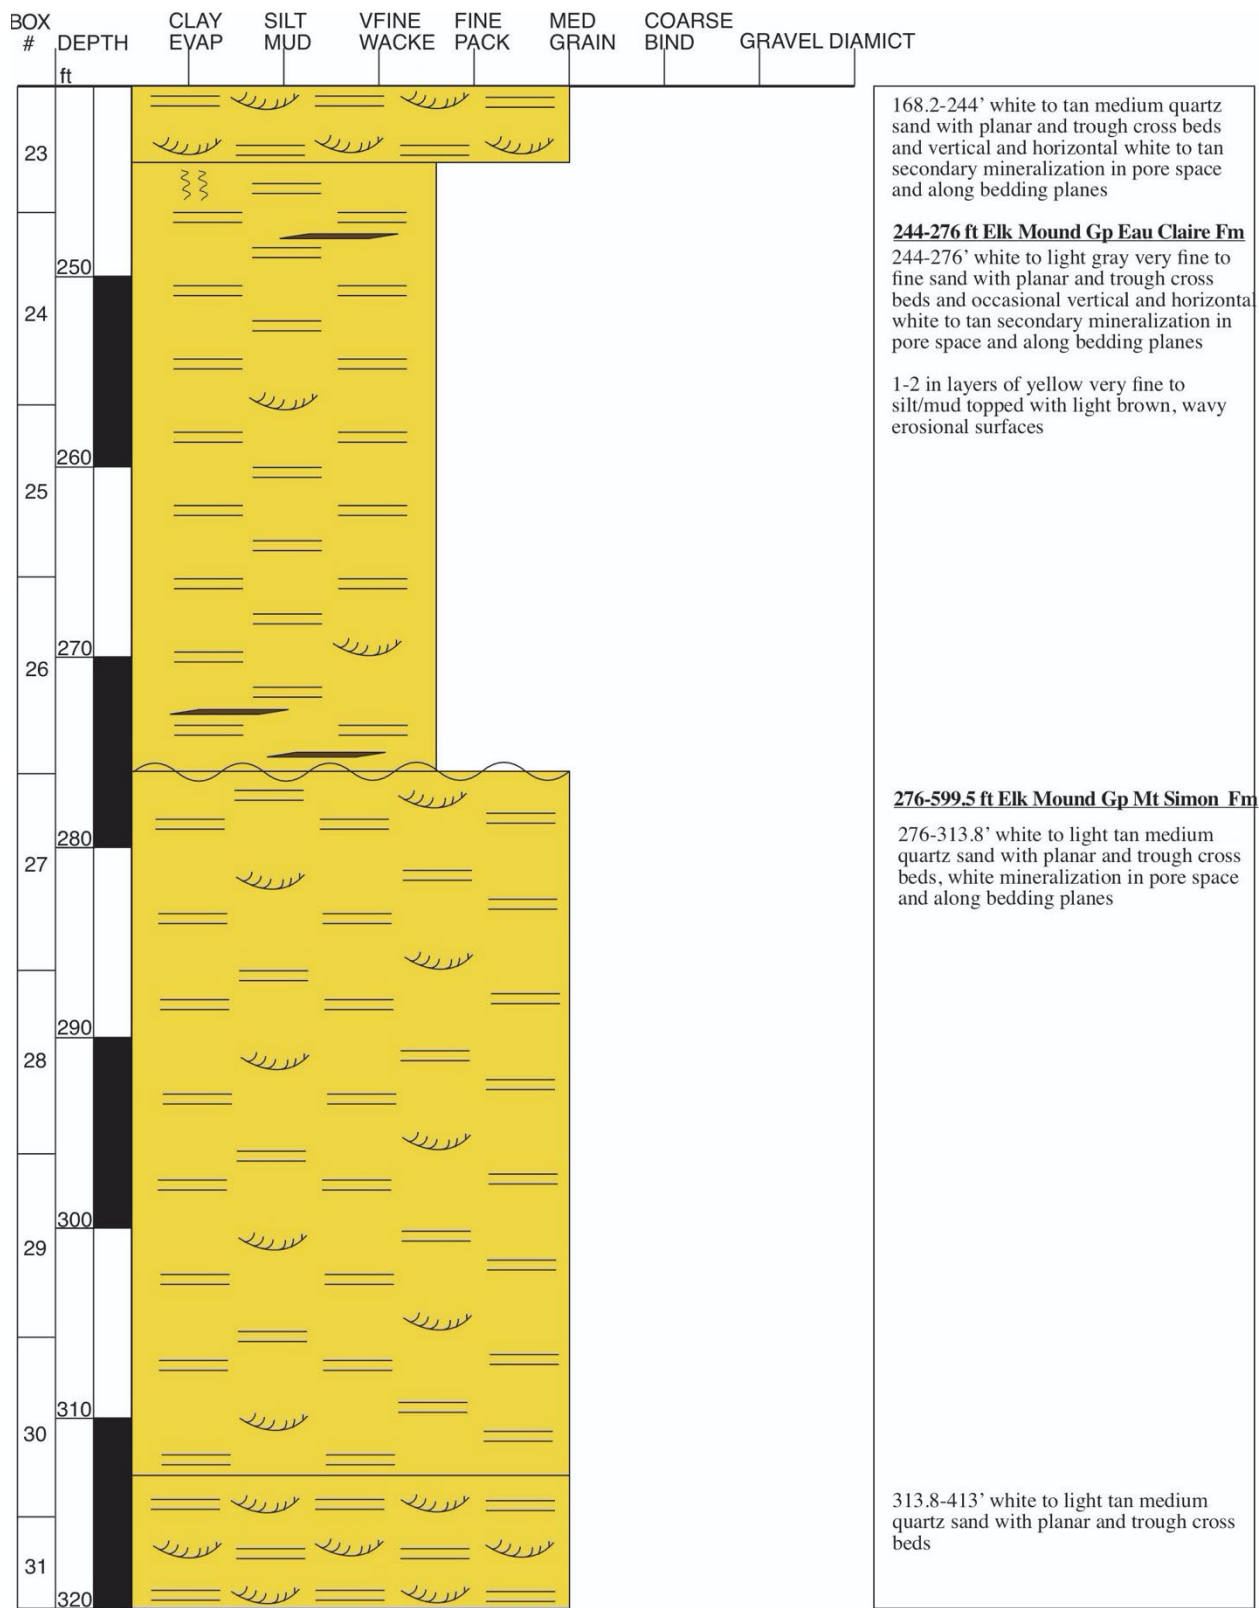 BOX CLAY SILT VFINE FINE MED COARSE
# DEPTH EVAP MUD WACKE PACK GRAIN BIND GRAVEL DIAMICT
ft
23
24
25
26
27
28
29
30
31
250
260
270
280
290
300
310
320
168.2-244’ white to tan medium quartz
sand with planar and trough cross beds
and vertical and horizontal white to tan
secondary mineralization in pore space
and along bedding planes
244-276 ft Elk Mound Gp Eau Claire Fm
244-276’ white to light gray very fine to
fine sand with planar and trough cross
beds and occasional vertical and horizontal
white to tan secondary mineralization in
pore space and along bedding planes
1-2 in layers of yellow very fine to
silt/mud topped with light brown, wavy
erosional surfaces
276-599.5 ft Elk Mound Gp Mt Simon Fm
276-313.8’ white to light tan medium
quartz sand with planar and trough cross
beds, white mineralization in pore space
and along bedding planes
313.8-413’ white to light tan medium
quartz sand with planar and trough cross
beds